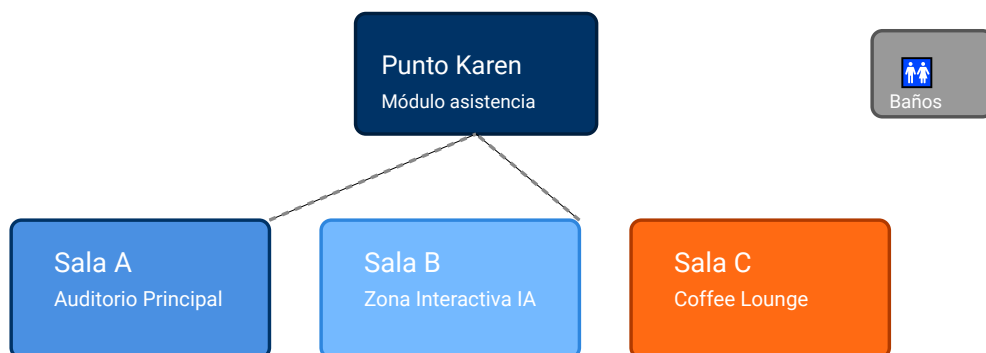 Punto Karen
Módulo asistencia
Baños
Sala A
Auditorio Principal
Sala B
Zona Interactiva IA
Sala C
Coffee Lounge